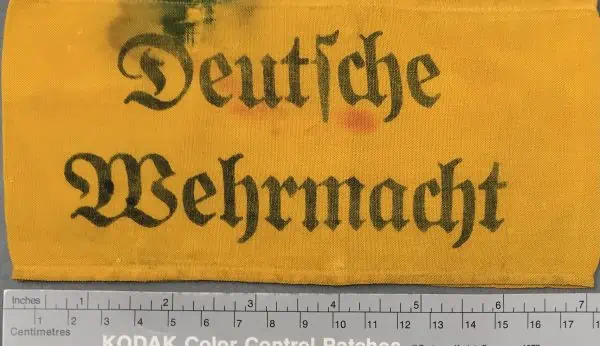 Deutſche
Wehrmacht
Inches 1 2 3 4 5 6 7
1 2 3 4 5 6 7 8 9 10 11 12 13 14 15 16 17
Centimetres
KODAK Color Control Patches